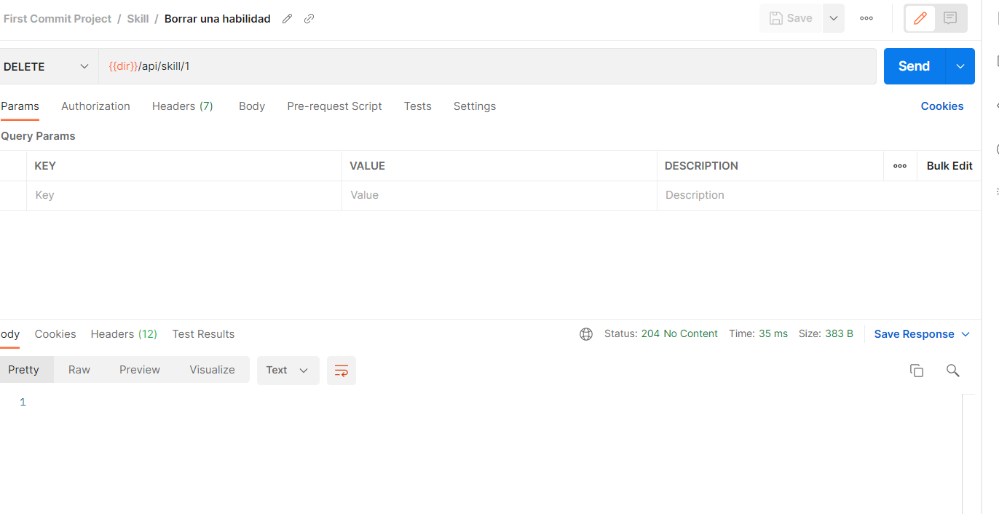 First Commit Project / Skill / Borrar una habilidad Save
DELETE {{dir}}/api/skill/1 Send
Params Authorization Headers (7) Body Pre-request Script Tests Settings Cookies
Query Params
KEY VALUE DESCRIPTION Bulk Edit
Key Value Description
ody Cookies Headers (12) Test Results Status: 204 No Content Time: 35 ms Size: 383 B Save Response
Pretty Raw Preview Visualize Text
1